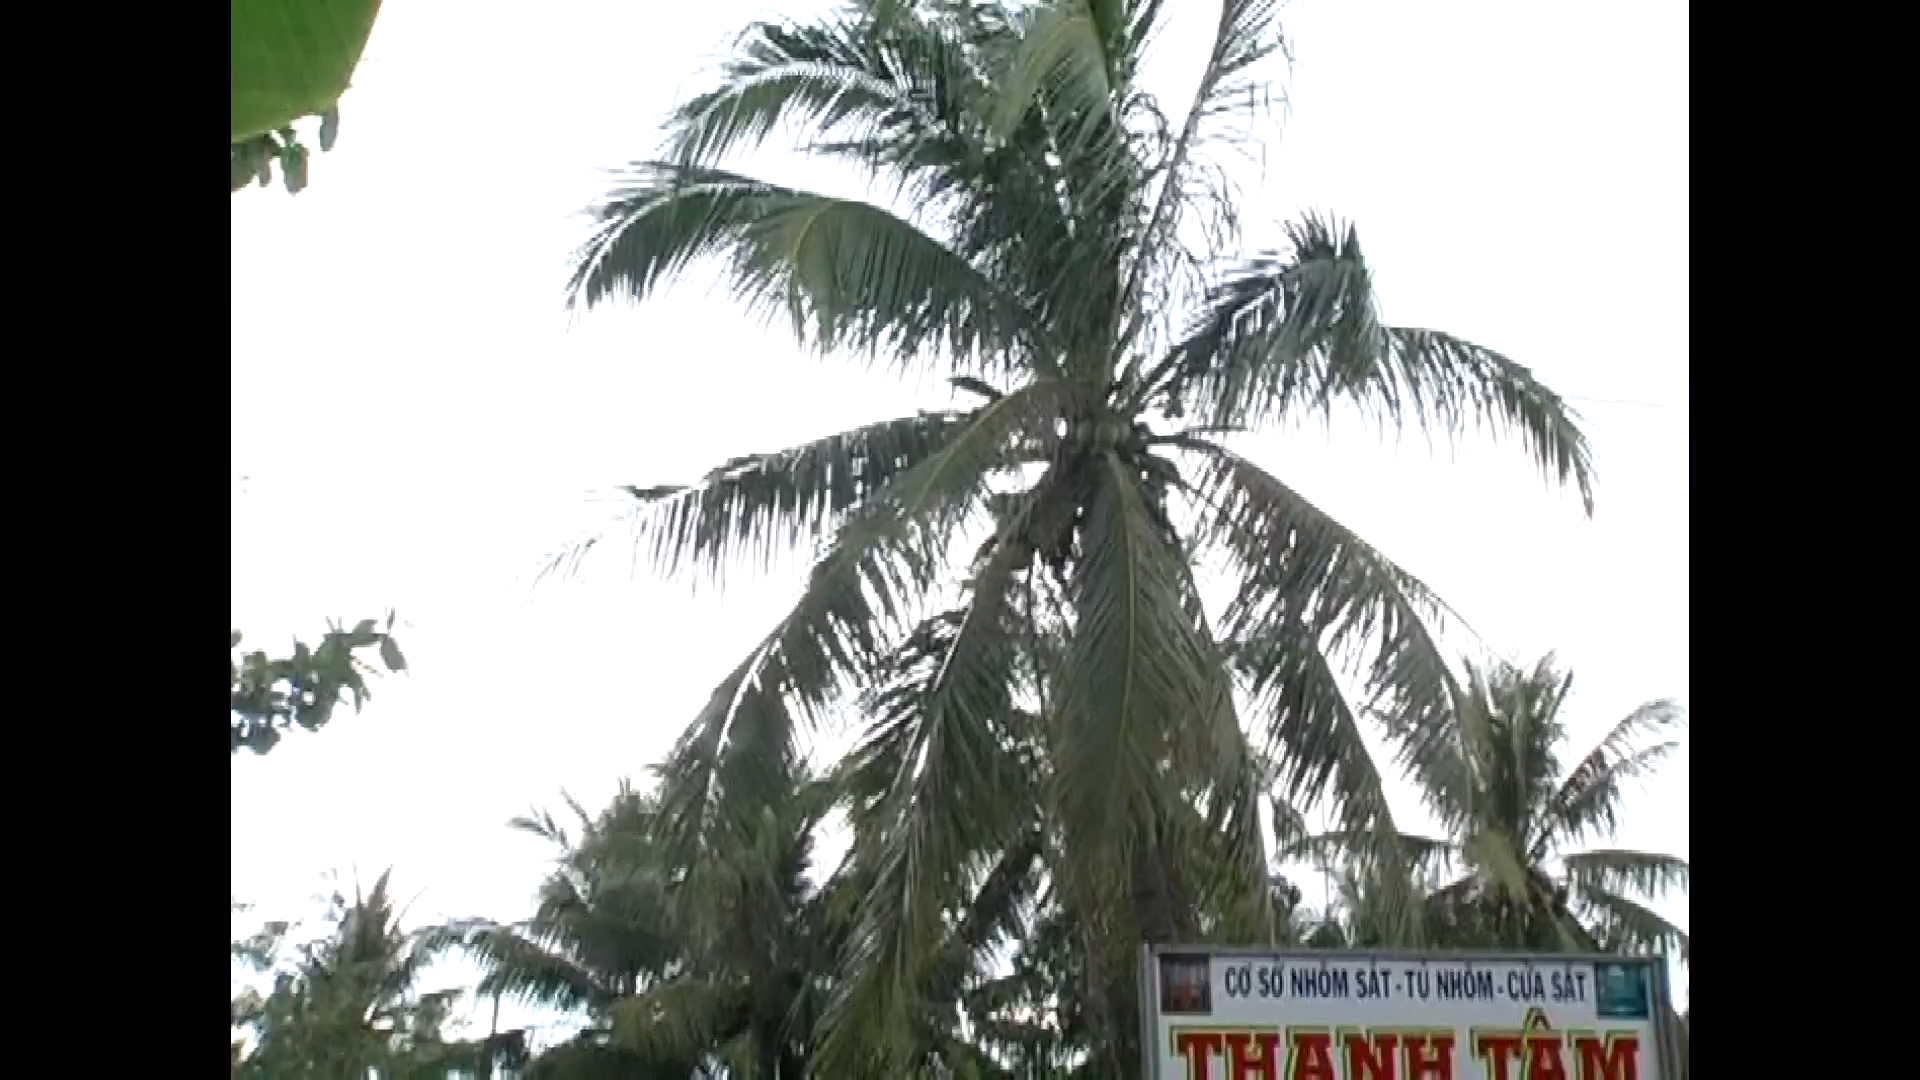 CƠ SỞ NHÔM SẮT - TỦ NHÔM - CỬA SẮT
THANH TÂM